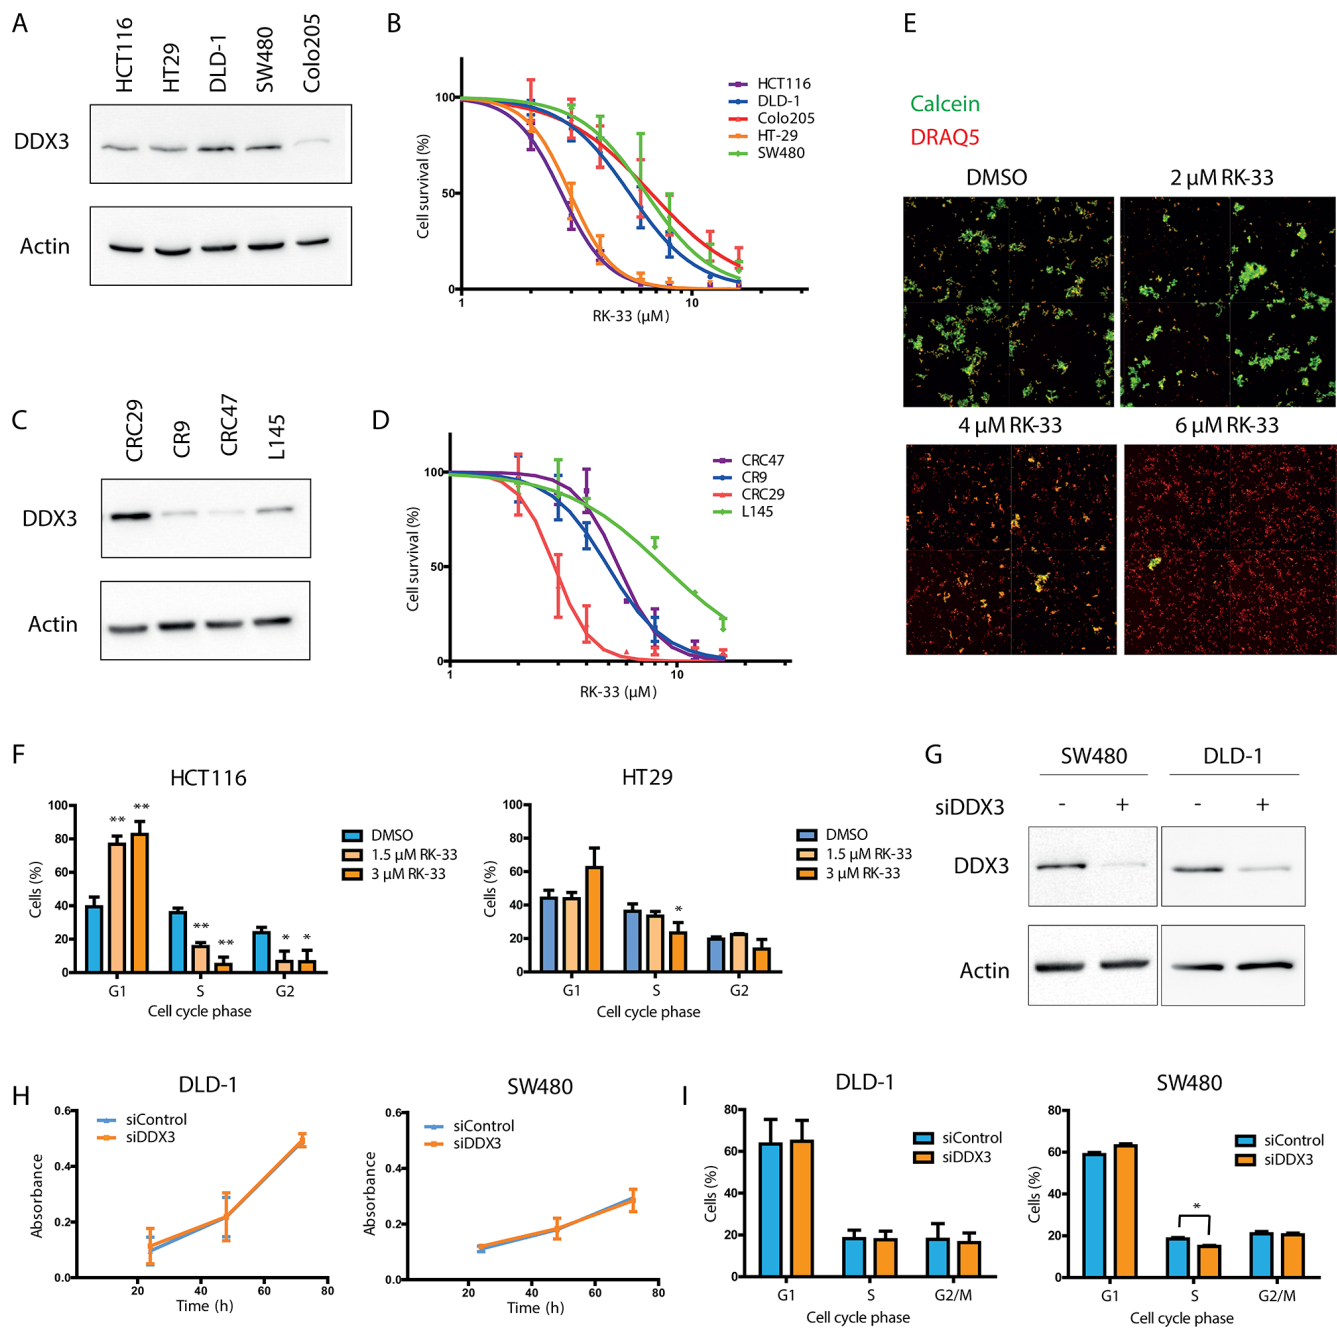 A
HCT116
HT29
DLD-1
SW480
Colo205
DDX3
Actin
B
Cell survival (%)
100
50
0
1
10
RK-33 (μM)
HCT116
DLD-1
Colo205
HT-29
SW480
C
CRC29
CR9
CRC47
L145
DDX3
Actin
D
Cell survival (%)
100
50
0
1
10
RK-33 (μM)
CRC47
CR9
CRC29
L145
E
Calcein
DRAQ5
DMSO
2 μM RK-33
4 μM RK-33
6 μM RK-33
F
HCT116
Cells (%)
100
80
60
40
20
0
** **
** **
* *
G1 S G2
Cell cycle phase
DMSO
1.5 μM RK-33
3 μM RK-33
HT29
Cells (%)
100
80
60
40
20
0
*
G1 S G2
Cell cycle phase
DMSO
1.5 μM RK-33
3 μM RK-33
G
SW480 DLD-1
siDDX3 - + - +
DDX3
Actin
H
DLD-1
siControl
siDDX3
Absorbance
0.6
0.4
0.2
0.0
20 40 60 80
Time (h)
SW480
siControl
siDDX3
Absorbance
0.6
0.4
0.2
0.0
0 20 40 60 80
Time (h)
I
DLD-1
Cells (%)
80
60
40
20
0
G1 S G2/M
Cell cycle phase
siControl
siDDX3
SW480
Cells (%)
80
60
40
20
0
*
G1 S G2/M
Cell cycle phase
siControl
siDDX3